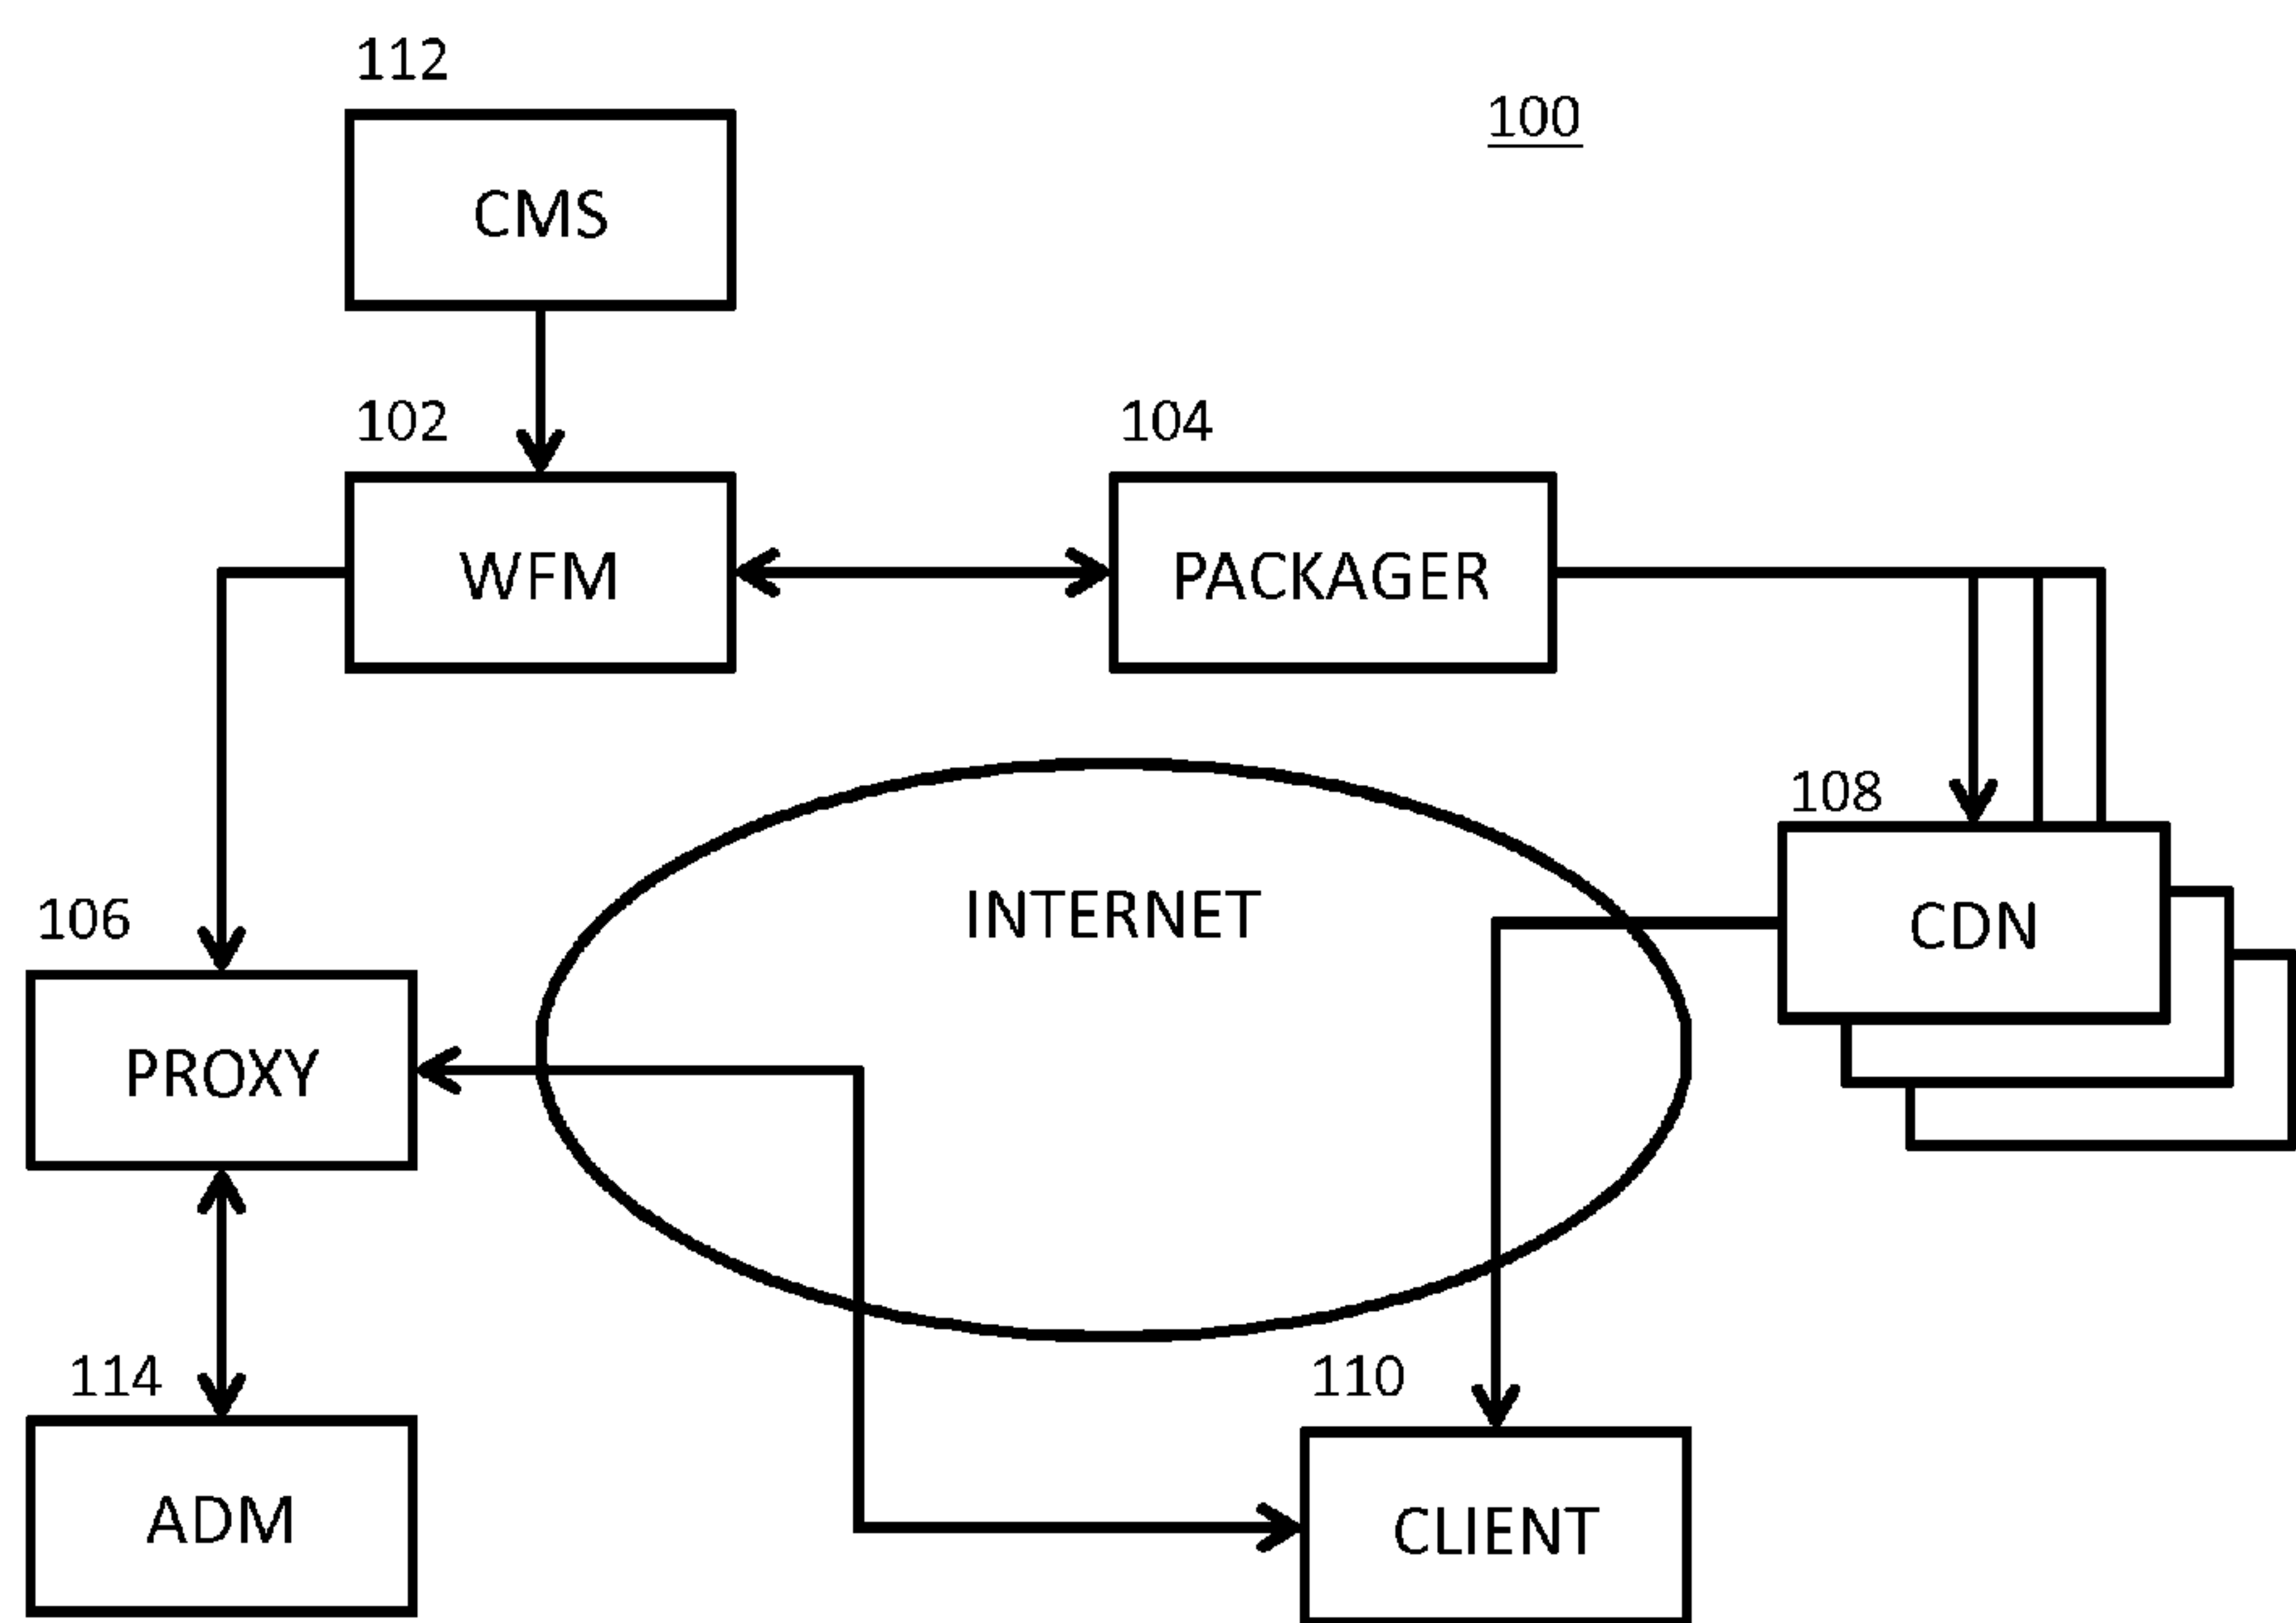 112
100
CMS
102
104
WFM
PACKAGER
108
106
INTERNET
CDN
PROXY
114
110
ADM
CLIENT